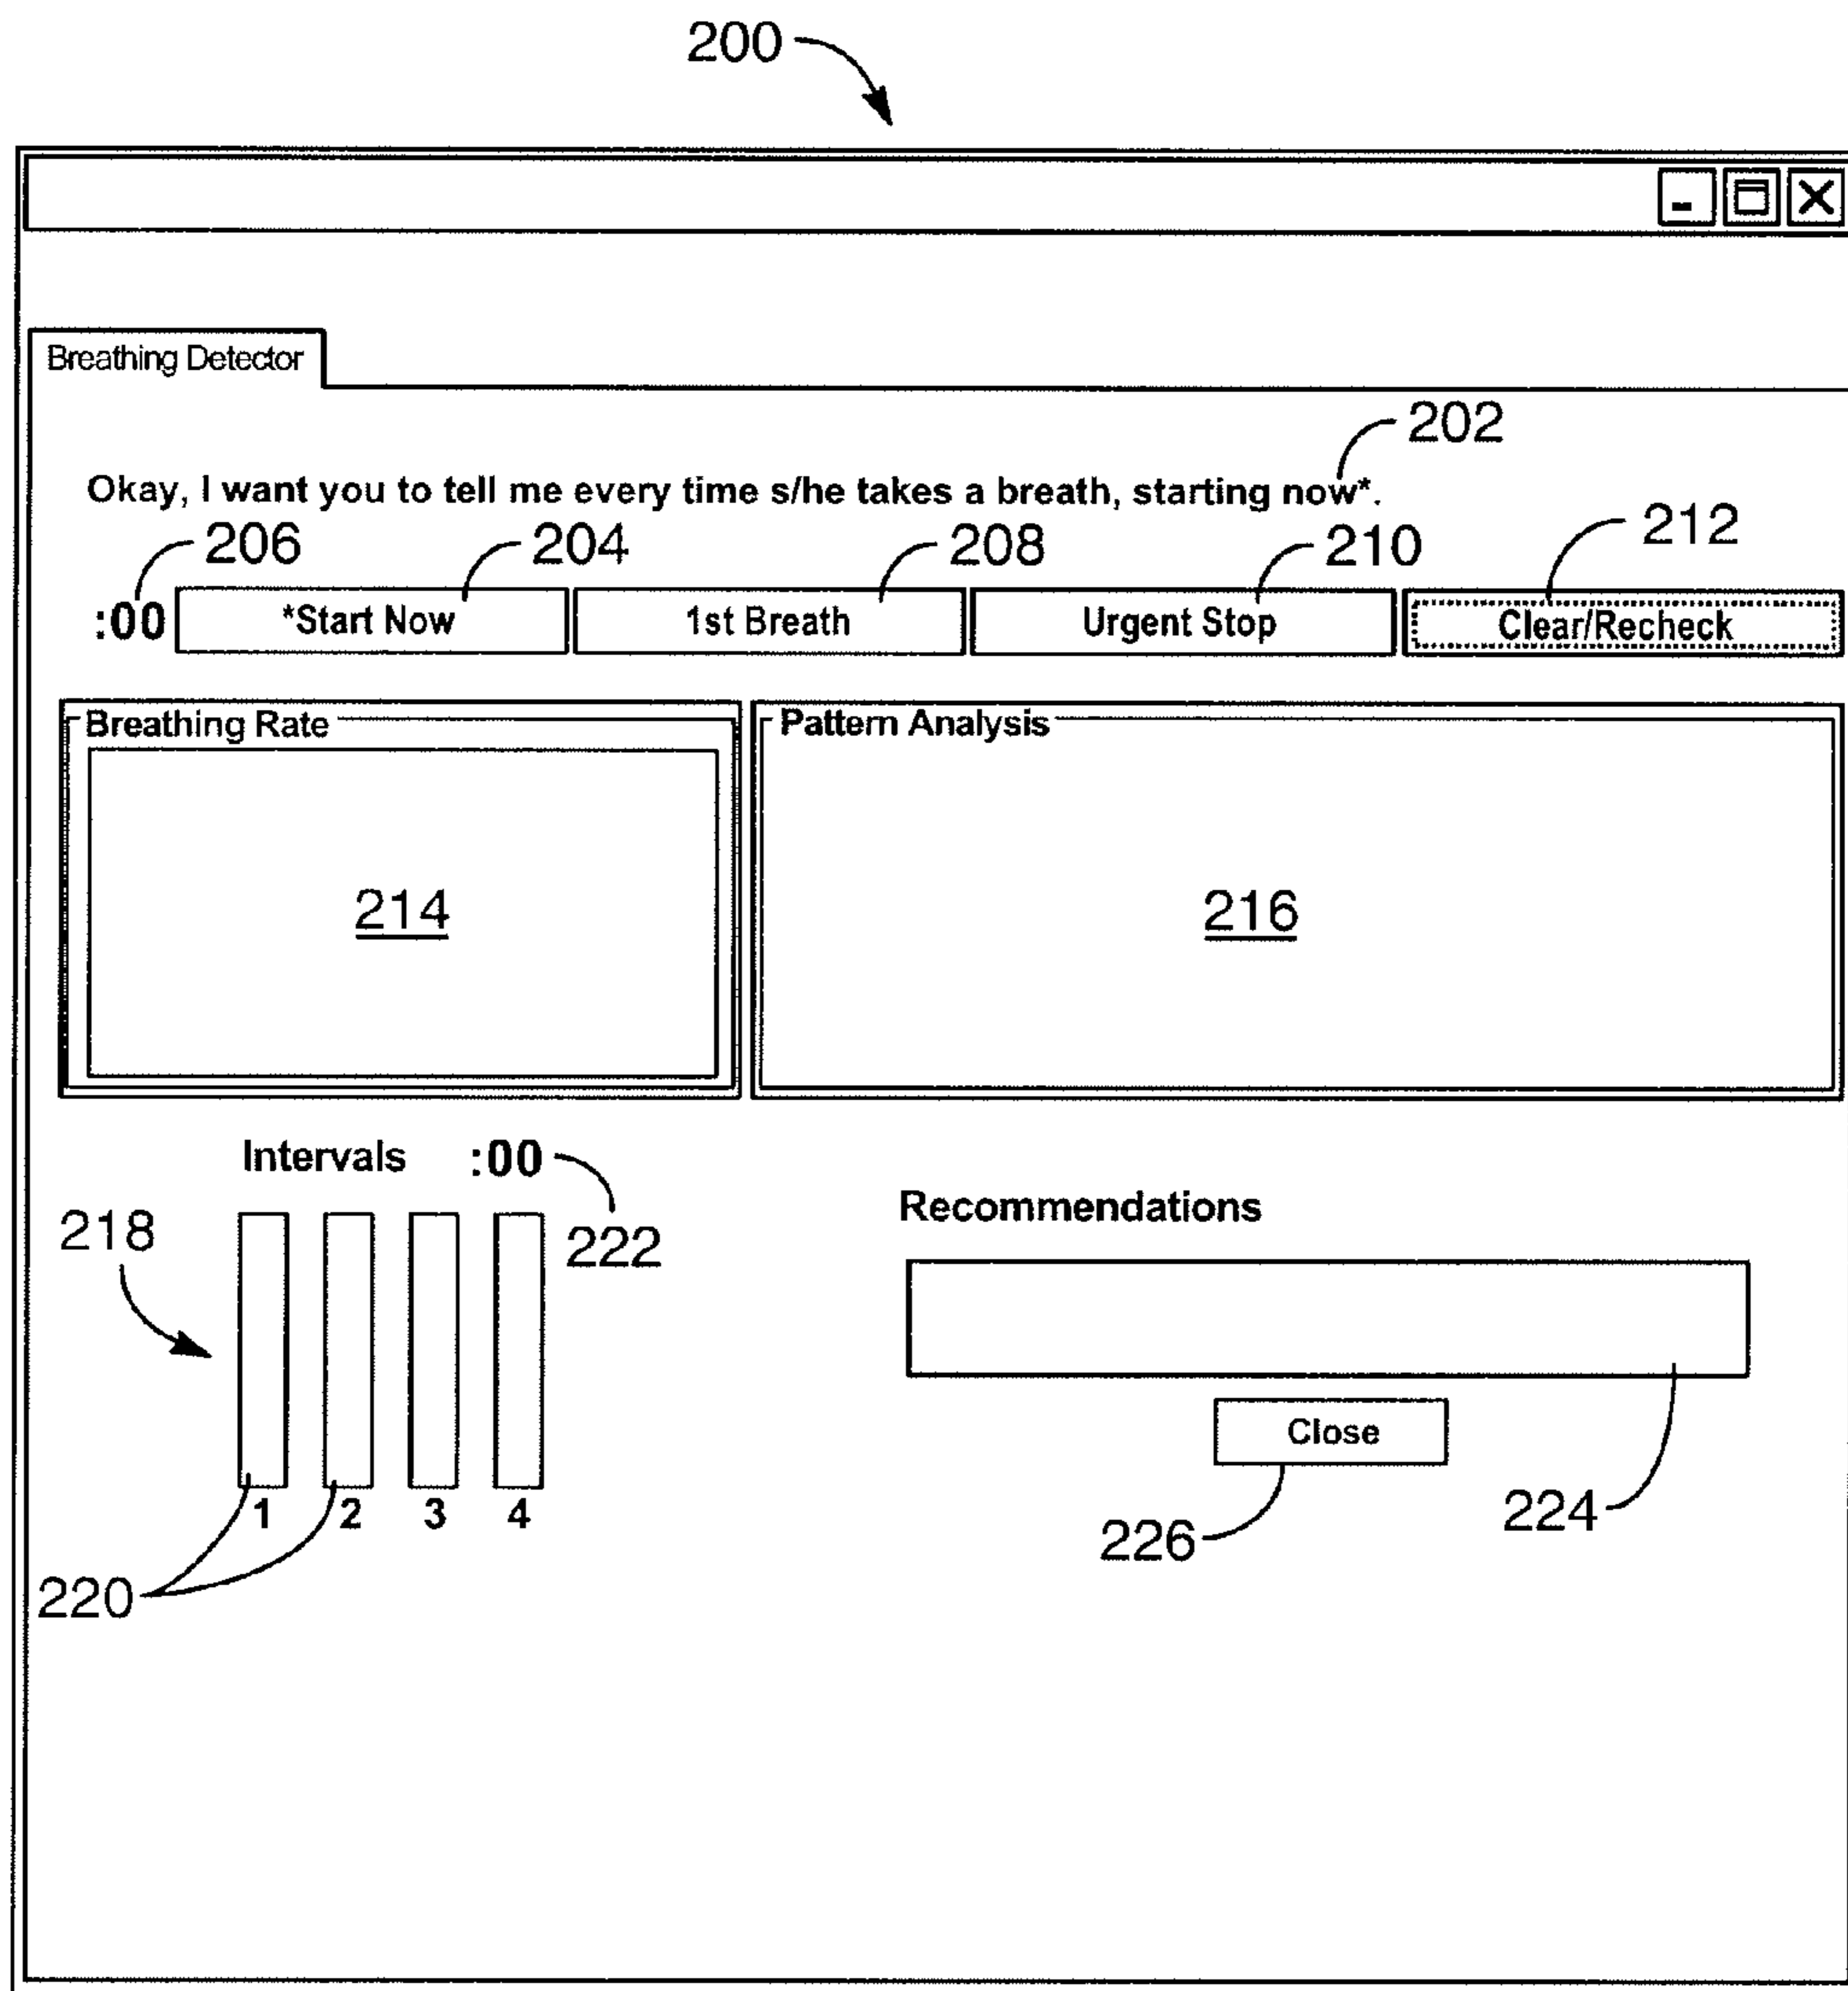 200
Breathing Detector
202
Okay, I want you to tell me every time s/he takes a breath, starting now*.
206 204 208 210 212
:00 *Start Now 1st Breath Urgent Stop Clear/Recheck
Breathing Rate Pattern Analysis
214 216
Intervals :00
Recommendations
218 222
Close
1 2 3 4 224
226
220